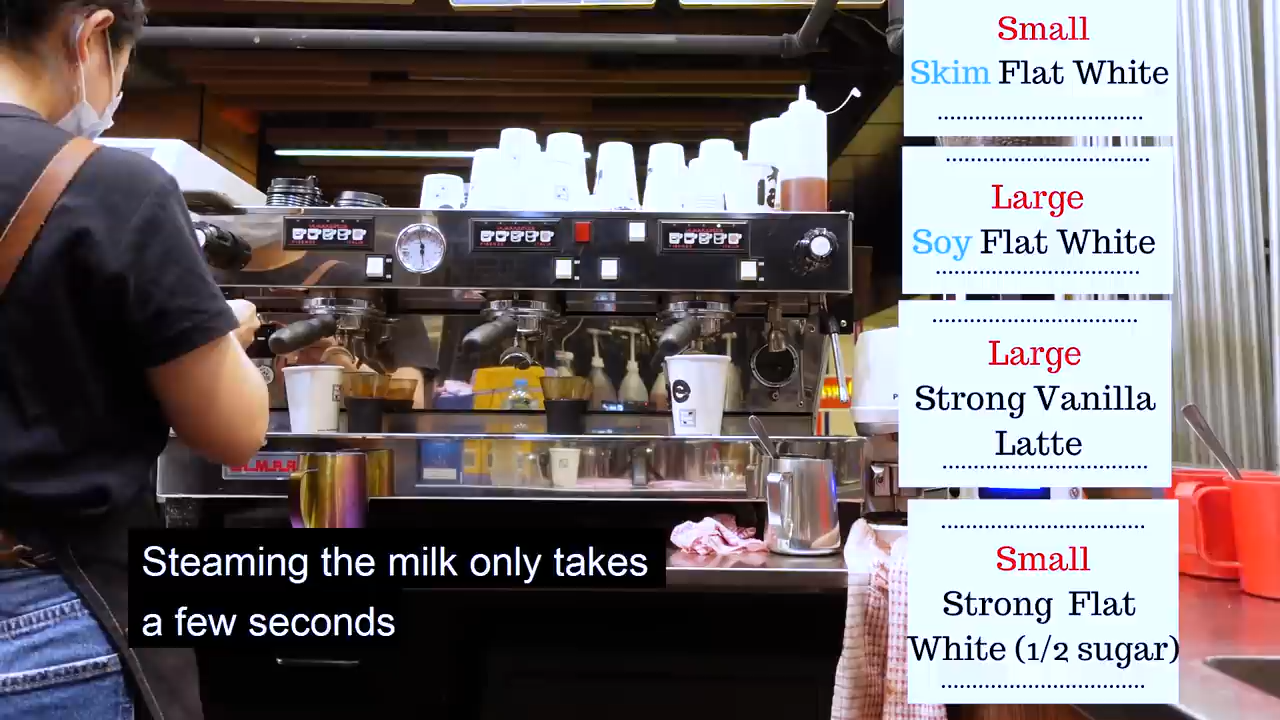 Small
Skim Flat White
Large
Soy Flat White
Large
Strong Vanilla
Latte
Small
Strong Flat
White (1/2 sugar)
Steaming the milk only takes
a few seconds